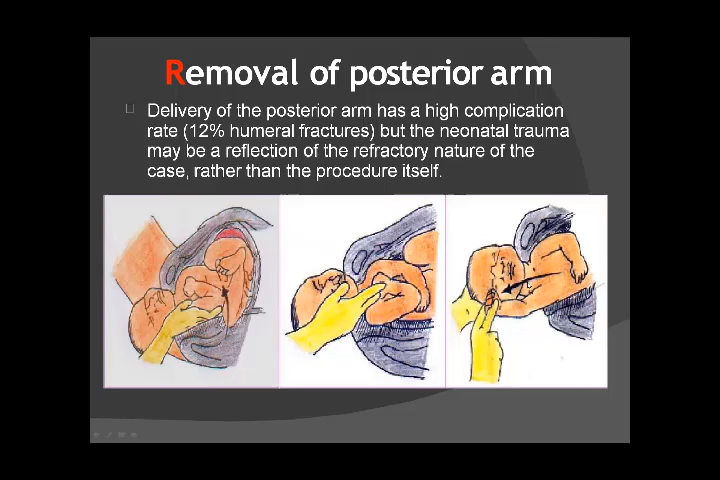 Removal of posterior arm
Delivery of the posterior arm has a high complication
rate (12% humeral fractures) but the neonatal trauma
may be a reflection of the refractory nature of the
case, rather than the procedure itself.